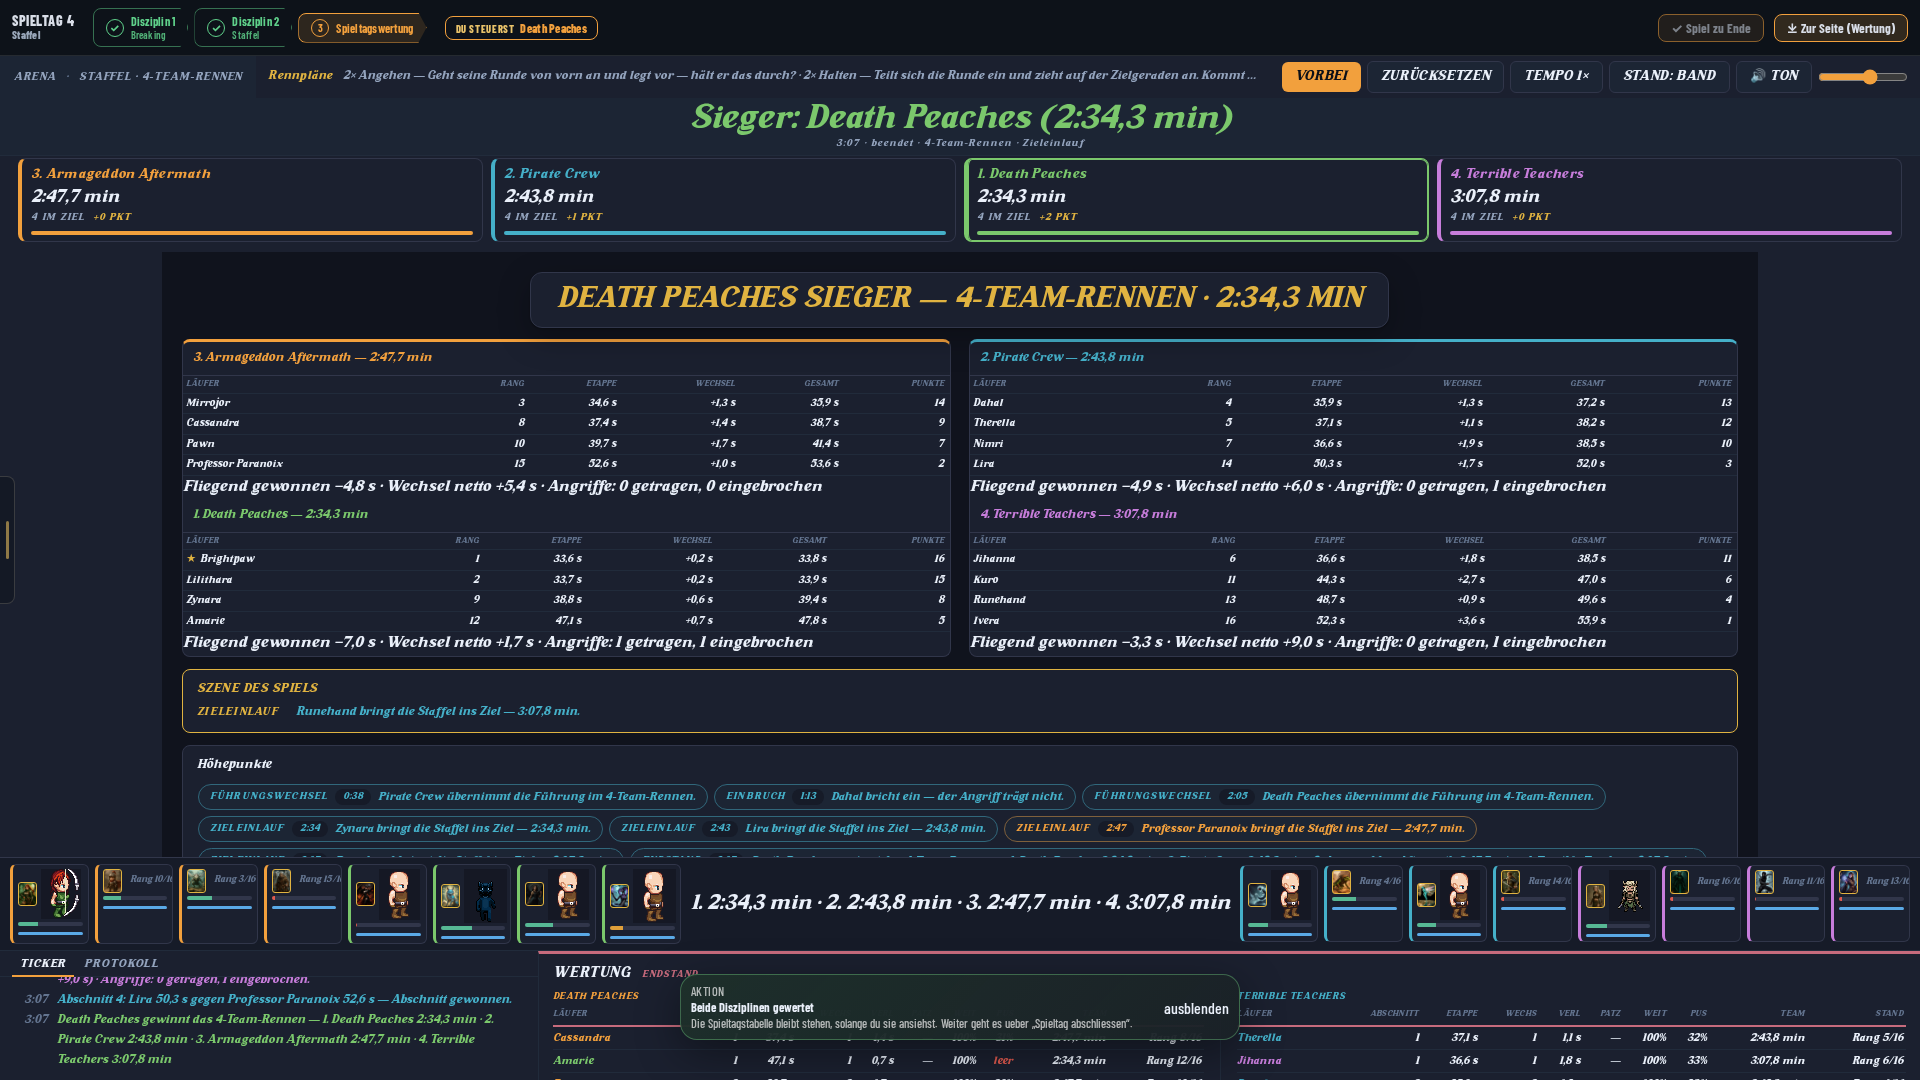 SPIELTAG 4
Staffel
Disziplin 1
Breaking
Disziplin 2
Staffel
3 Spieltagswertung
DU STEUERST Death Peaches
✓ Spiel zu Ende
Zur Seite (Wertung)
ARENA · STAFFEL · 4-TEAM-RENNEN
Rennpläne 2× Angehen — Geht seine Runde von vorn an und legt vor — hält er das durch? · 2× Halten — Teilt sich die Runde ein und zieht auf der Zielgeraden an. Kommt ...
VORBEI
ZURÜCKSETZEN
TEMPO 1×
STAND: BAND
🔊 TON
Sieger: Death Peaches (2:34,3 min)
3:07 · beendet · 4-Team-Rennen · Zieleinlauf
3. Armageddon Aftermath
2:47,7 min
4 IM ZIEL +0 PKT
2. Pirate Crew
2:43,8 min
4 IM ZIEL +1 PKT
1. Death Peaches
2:34,3 min
4 IM ZIEL +2 PKT
4. Terrible Teachers
3:07,8 min
4 IM ZIEL +0 PKT
DEATH PEACHES SIEGER — 4-TEAM-RENNEN · 2:34,3 MIN
3. Armageddon Aftermath — 2:47,7 min
LÄUFER RANG ETAPPE WECHSEL GESAMT PUNKTE
Mirrojor 3 34,6 s +1,3 s 35,9 s 14
Cassandra 8 37,4 s +1,4 s 38,7 s 9
Pawn 10 39,7 s +1,7 s 41,4 s 7
Professor Paranoix 15 52,6 s +1,0 s 53,6 s 2
Fliegend gewonnen −4,8 s · Wechsel netto +5,4 s · Angriffe: 0 getragen, 0 eingebrochen
2. Pirate Crew — 2:43,8 min
LÄUFER RANG ETAPPE WECHSEL GESAMT PUNKTE
Dahal 4 35,9 s +1,3 s 37,2 s 13
Therella 5 37,1 s +1,1 s 38,2 s 12
Nimri 7 36,6 s +1,9 s 38,5 s 10
Lira 14 50,3 s +1,7 s 52,0 s 3
Fliegend gewonnen −4,9 s · Wechsel netto +6,0 s · Angriffe: 0 getragen, 1 eingebrochen
1. Death Peaches — 2:34,3 min
LÄUFER RANG ETAPPE WECHSEL GESAMT PUNKTE
★ Brightpaw 1 33,6 s +0,2 s 33,8 s 16
Lilithara 2 33,7 s +0,2 s 33,9 s 15
Zynara 9 38,8 s +0,6 s 39,4 s 8
Amarie 12 47,1 s +0,7 s 47,8 s 5
Fliegend gewonnen −7,0 s · Wechsel netto +1,7 s · Angriffe: 1 getragen, 1 eingebrochen
4. Terrible Teachers — 3:07,8 min
LÄUFER RANG ETAPPE WECHSEL GESAMT PUNKTE
Jihanna 6 36,6 s +1,8 s 38,5 s 11
Kuro 11 44,3 s +2,7 s 47,0 s 6
Runehand 13 48,7 s +0,9 s 49,6 s 4
Ivera 16 52,3 s +3,6 s 55,9 s 1
Fliegend gewonnen −3,3 s · Wechsel netto +9,0 s · Angriffe: 0 getragen, 1 eingebrochen
SZENE DES SPIELS
ZIELEINLAUF Runehand bringt die Staffel ins Ziel — 3:07,8 min.
Höhepunkte
FÜHRUNGSWECHSEL 0:38 Pirate Crew übernimmt die Führung im 4-Team-Rennen.
EINBRUCH 1:13 Dahal bricht ein — der Angriff trägt nicht.
FÜHRUNGSWECHSEL 2:05 Death Peaches übernimmt die Führung im 4-Team-Rennen.
ZIELEINLAUF 2:34 Zynara bringt die Staffel ins Ziel — 2:34,3 min.
ZIELEINLAUF 2:43 Lira bringt die Staffel ins Ziel — 2:43,8 min.
ZIELEINLAUF 2:47 Professor Paranoix bringt die Staffel ins Ziel — 2:47,7 min.
Rang 10/1
Rang 3/16
Rang 15/1
1. 2:34,3 min · 2. 2:43,8 min · 3. 2:47,7 min · 4. 3:07,8 min
Rang 4/16
Rang 14/1
Rang 16/1
Rang 11/1
Rang 13/1
TICKER
PROTOKOLL
+9,0 s) · Angriffe: 0 getragen, 1 eingebrochen.
3:07 Abschnitt 4: Lira 50,3 s gegen Professor Paranoix 52,6 s — Abschnitt gewonnen.
3:07 Death Peaches gewinnt das 4-Team-Rennen — 1. Death Peaches 2:34,3 min · 2.
Pirate Crew 2:43,8 min · 3. Armageddon Aftermath 2:47,7 min · 4. Terrible
Teachers 3:07,8 min
WERTUNG ENDSTAND
DEATH PEACHES
LÄUFER
Cassandra
Amarie 1 47,1 s 1 0,7 s — 100% leer 2:34,3 min Rang 12/16
AKTION
Beide Disziplinen gewertet
Die Spieltagstabelle bleibt stehen, solange du sie ansiehst. Weiter geht es ueber „Spieltag abschliessen“.
ausblenden
TERRIBLE TEACHERS
LÄUFER ABSCHNITT ETAPPE WECHS VERL PATZ WEIT PUS TEAM STAND
Therella 1 37,1 s 1 1,1 s — 100% 32% 2:43,8 min Rang 5/16
Jihanna 1 36,6 s 1 1,8 s — 100% 33% 3:07,8 min Rang 6/16